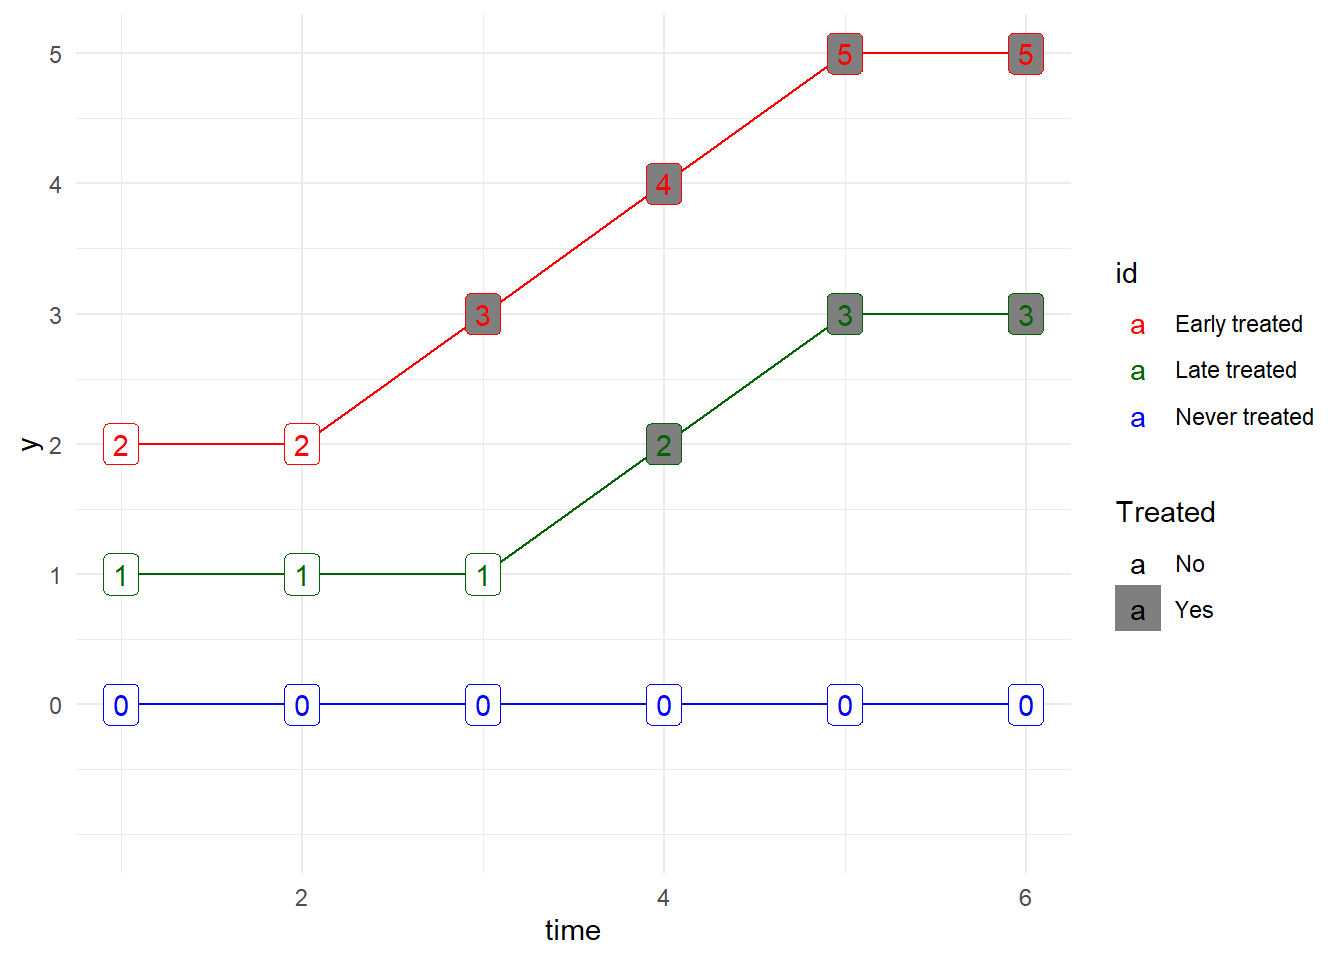 5 5 5
4 4
3 3 3 3
y 2 2 2 2
1 1 1 1
0 0 0 0 0 0 0
2 4 6
time
id
a Early treated
a Late treated
a Never treated
Treated
a No
a Yes